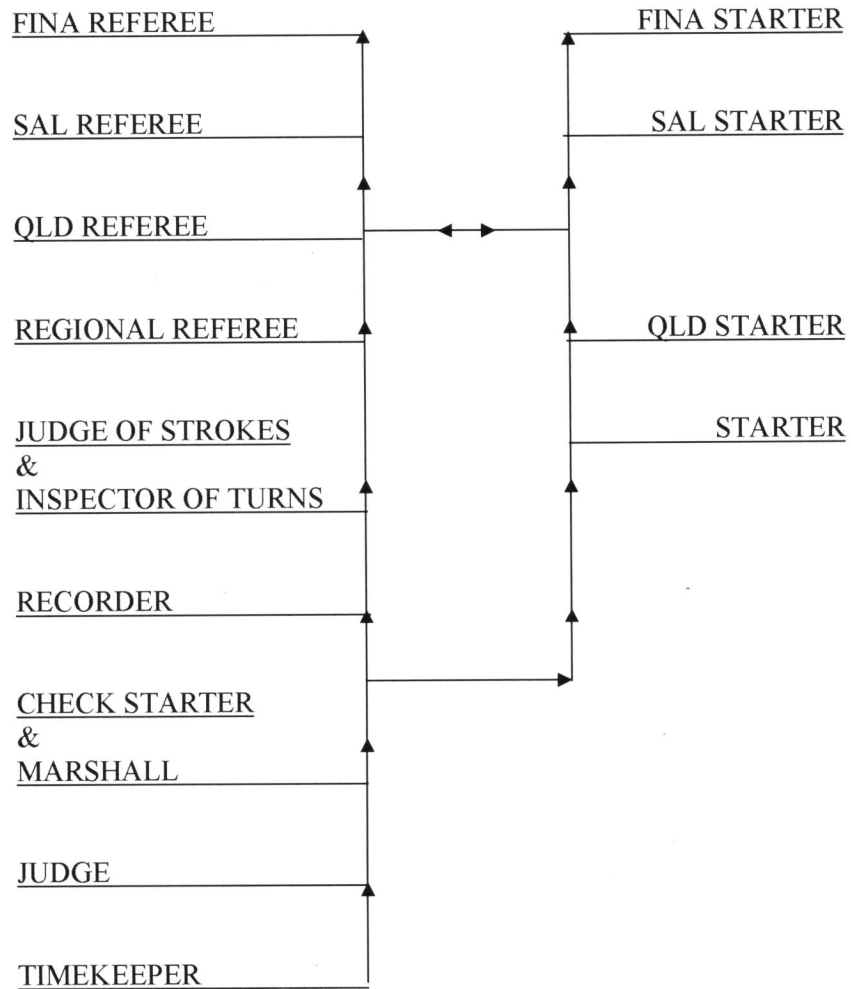 FINA REFEREE
FINA STARTER
SAL REFEREE
SAL STARTER
QLD REFEREE
REGIONAL REFEREE
QLD STARTER
JUDGE OF STROKES
&
INSPECTOR OF TURNS
STARTER
RECORDER
CHECK STARTER
&
MARSHALL
JUDGE
TIMEKEEPER